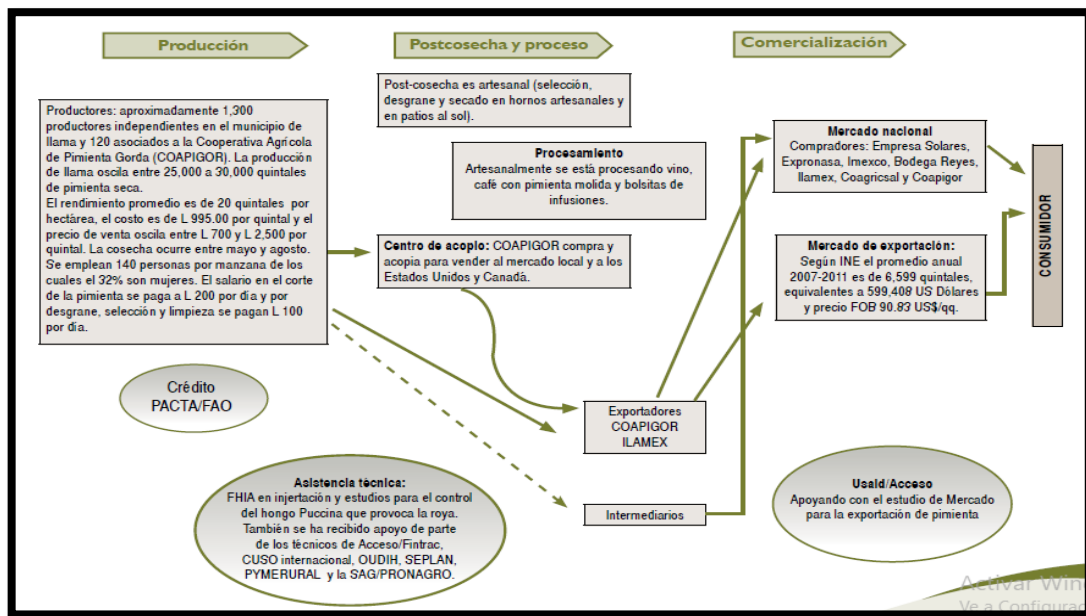 Producción
Postcosecha y proceso
Comercialización
Productores: aproximadamente 1,300
productores independientes en el municipio de
Ilama y 120 asociados a la Cooperativa Agrícola
de Pimienta Gorda (COAPIGOR). La producción
de Ilama oscila entre 25,000 a 30,000 quintales
de pimienta seca.
El rendimiento promedio es de 20 quintales por
hectárea, el costo es de L 995.00 por quintal y el
precio de venta oscila entre L 700 y L 2,500 por
quintal. La cosecha ocurre entre mayo y agosto.
Se emplean 140 personas por manzana de los
cuales el 32% son mujeres. El salario en el corte
de la pimienta se paga a L 200 por día y por
desgrane, selección y limpieza se pagan L 100
por día.
Crédito
PACTA/FAO
Asistencia técnica:
FHIA en injertación y estudios para el control
del hongo Puccina que provoca la roya.
También se ha recibido apoyo de parte
de los técnicos de Acceso/Fintrac,
CUSO internacional, OUDIH, SEPLAN,
PYMERURAL y la SAG/PRONAGRO.
Post-cosecha es artesanal (selección,
desgrane y secado en hornos artesanales y
en patios al sol).
Procesamiento
Artesanalmente se está procesando vino,
café con pimienta molida y bolsitas de
infusiones.
Centro de acopio: COAPIGOR compra y
acopia para vender al mercado local y a los
Estados Unidos y Canadá.
Exportadores
COAPIGOR
ILAMEX
Intermediarios
Mercado nacional
Compradores: Empresa Solares,
Expronasa, Imexco, Bodega Reyes,
Ilamex, Coagricsal y Coapigor
Mercado de exportación:
Según INE el promedio anual
2007-2011 es de 6,599 quintales,
equivalentes a 599,408 US Dólares
y precio FOB 90.83 US$/qq.
CONSUMIDOR
Usaid/Acceso
Apoyando con el estudio de Mercado
para la exportación de pimienta
Activar Win
Ve a Configurac